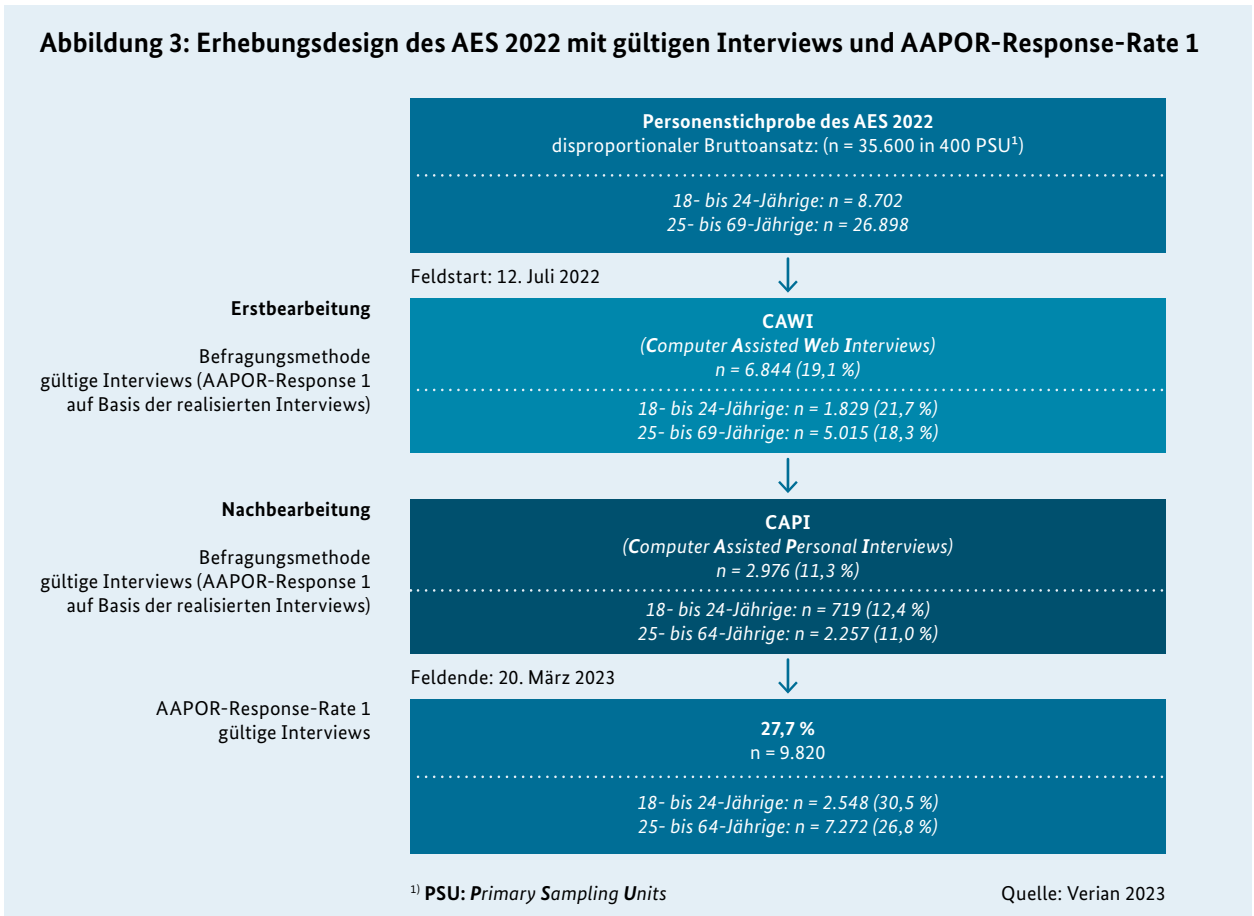 Abbildung 3: Erhebungsdesign des AES 2022 mit gültigen Interviews und AAPOR-Response-Rate 1
Personenstichprobe des AES 2022
disproportionaler Bruttoansatz: (n = 35.600 in 400 PSU¹)
18- bis 24-Jährige: n = 8.702
25- bis 69-Jährige: n = 26.898
Feldstart: 12. Juli 2022
Erstbearbeitung
Befragungsmethode
gültige Interviews (AAPOR-Response 1
auf Basis der realisierten Interviews)
CAWI
(Computer Assisted Web Interviews)
n = 6.844 (19,1 %)
18- bis 24-Jährige: n = 1.829 (21,7 %)
25- bis 69-Jährige: n = 5.015 (18,3 %)
Nachbearbeitung
Befragungsmethode
gültige Interviews (AAPOR-Response 1
auf Basis der realisierten Interviews)
CAPI
(Computer Assisted Personal Interviews)
n = 2.976 (11,3 %)
18- bis 24-Jährige: n = 719 (12,4 %)
25- bis 64-Jährige: n = 2.257 (11,0 %)
Feldende: 20. März 2023
AAPOR-Response-Rate 1
gültige Interviews
27,7 %
n = 9.820
18- bis 24-Jährige: n = 2.548 (30,5 %)
25- bis 64-Jährige: n = 7.272 (26,8 %)
¹⁾ PSU: Primary Sampling Units
Quelle: Verian 2023